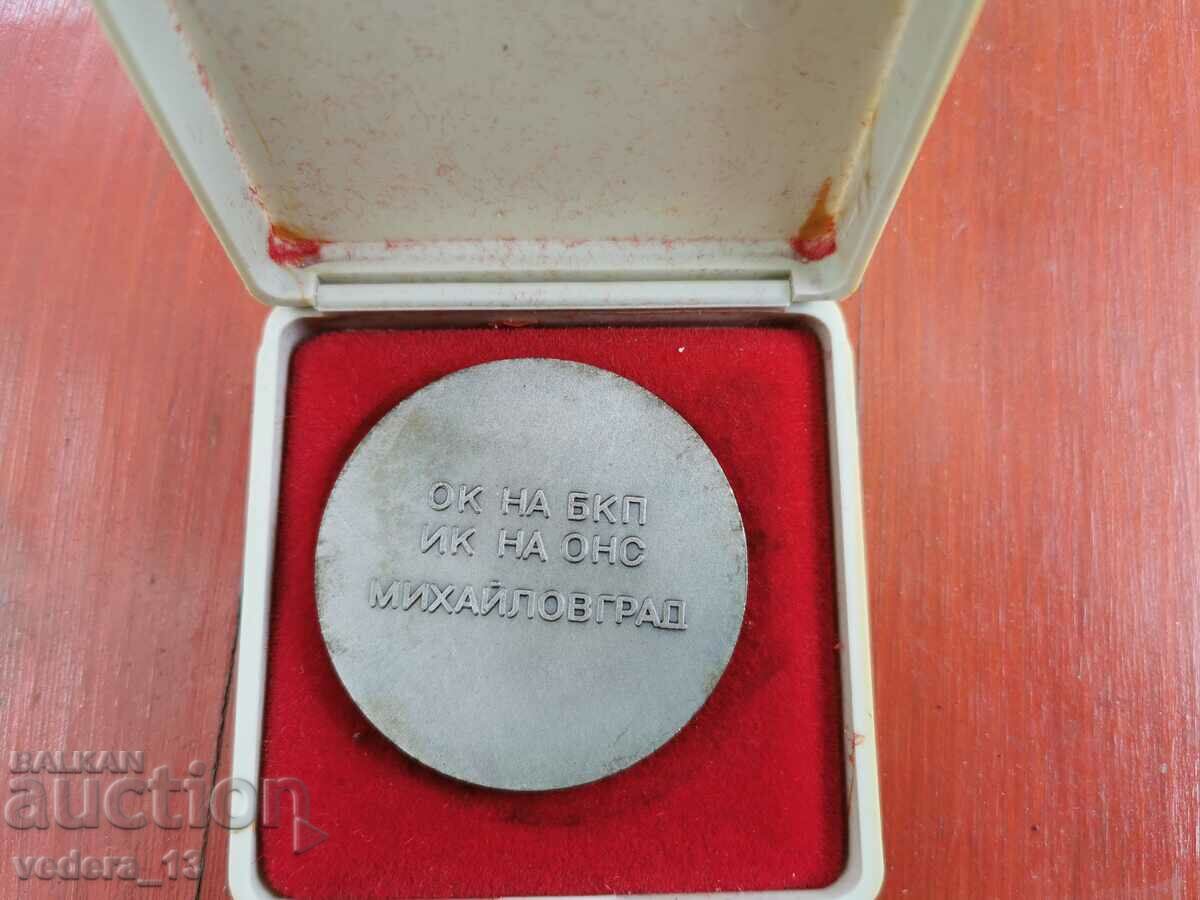 ОК НА БКП
ИК НА ОНС
МИХАЙЛОВГРАД
BALKAN
auction
vedera_13